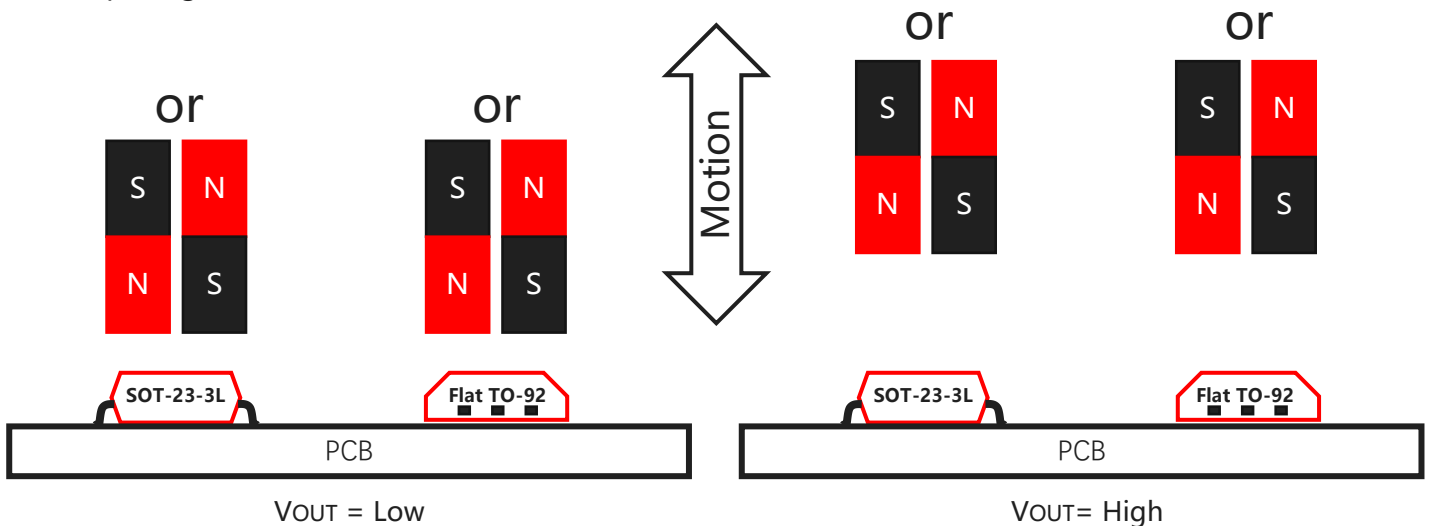 or
or
or
or
S N
S N
N S
N S
Motion
S N
S N
N S
N S
SOT-23-3L
Flat TO-92
SOT-23-3L
Flat TO-92
PCB
PCB
VOUT = Low
VOUT= High